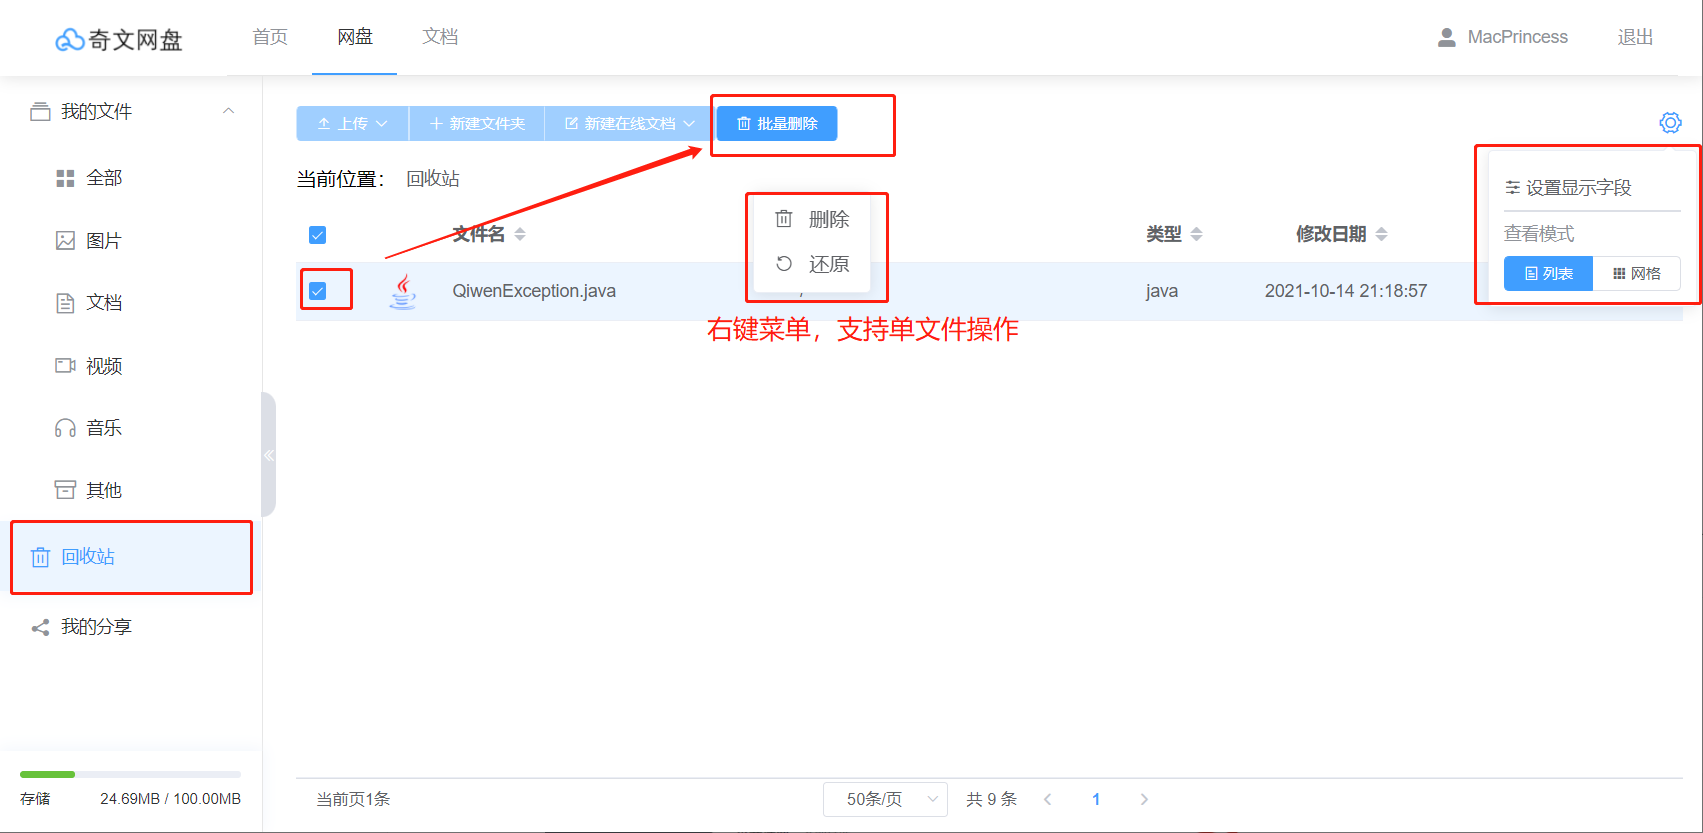 奇文网盘
首页
网盘
文档
MacPrincess
退出
我的文件
全部
图片
文档
视频
音乐
其他
回收站
我的分享
存储
24.69MB / 100.00MB
上传
新建文件夹
新建在线文档
批量删除
当前位置：
回收站
文件名
类型
修改日期
QiwenException.java
java
2021-10-14 21:18:57
删除
还原
右键菜单，支持单文件操作
设置显示字段
查看模式
列表
网格
当前页1条
50条/页
共 9 条
1